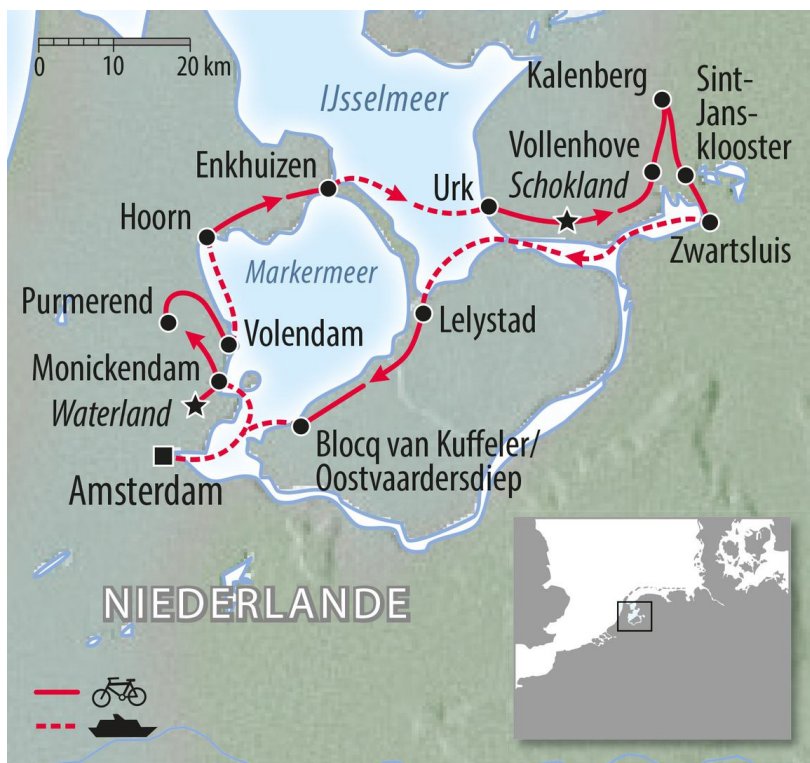 0 10 20 km
IJsselmeer
Kalenberg
Sint-
Jans-
klooster
Vollenhove
Schokland
Enkhuizen
Urk
Hoorn
Zwartsluis
Markermeer
Purmerend
Volendam
Lelystad
Monickendam
Waterland
Blocq van Kuffeler/
Oostvaardersdiep
Amsterdam
NIEDERLANDE